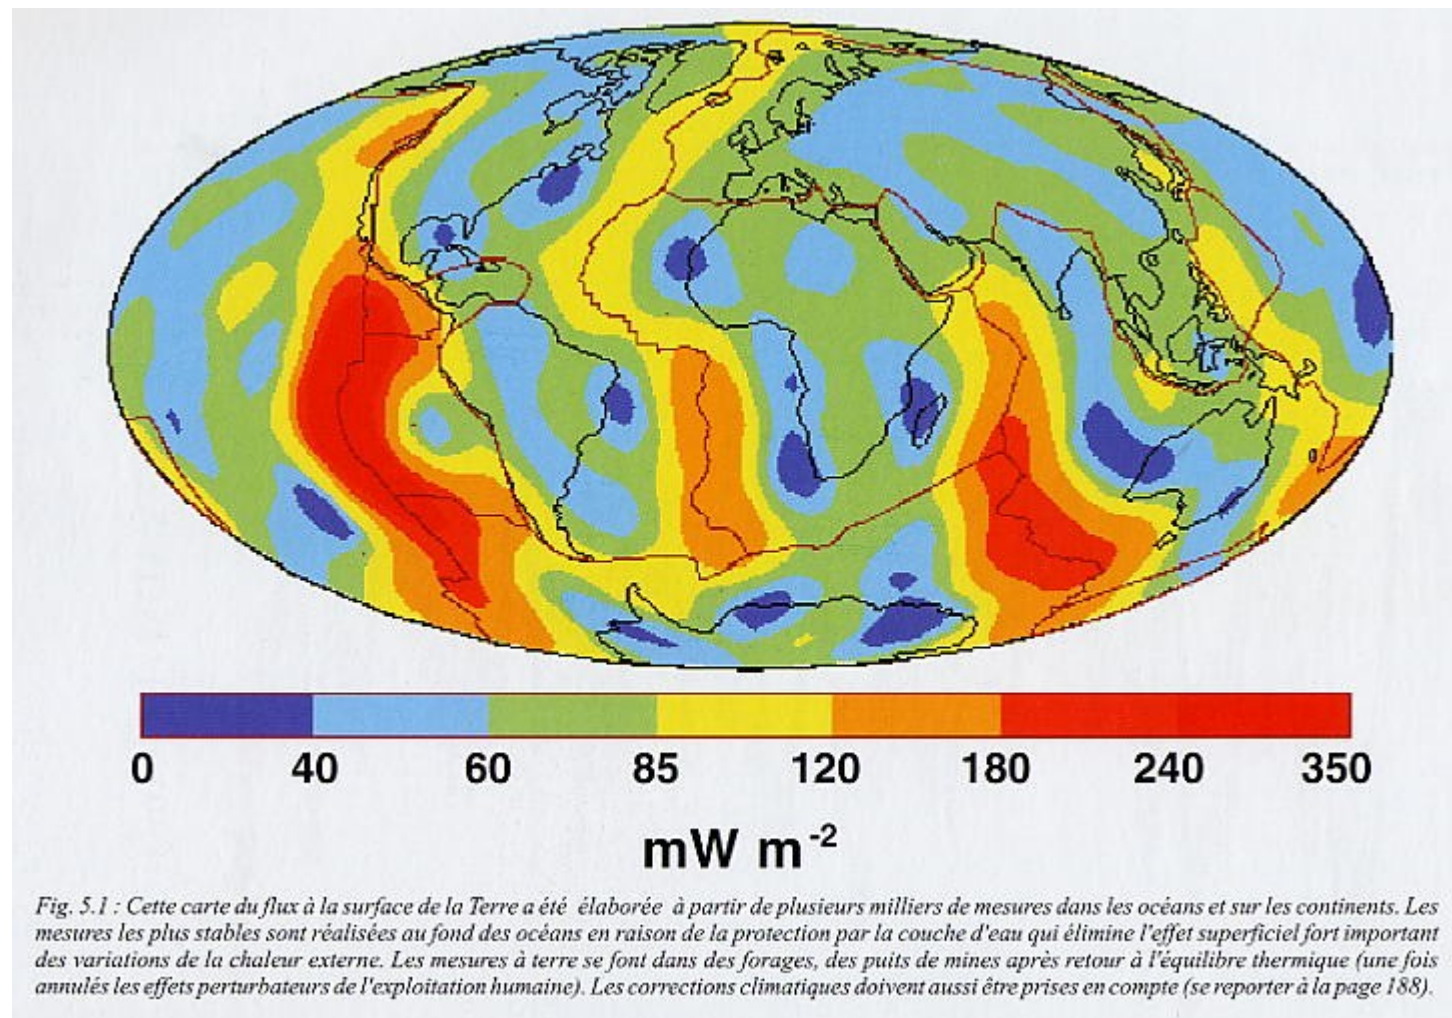 0 40 60 85 120 180 240 350
mW m-2
Fig. 5.1 : Cette carte du flux à la surface de la Terre a été élaborée à partir de plusieurs milliers de mesures dans les océans et sur les continents. Les
mesures les plus stables sont réalisées au fond des océans en raison de la protection par la couche d'eau qui élimine l'effet superficiel fort important
des variations de la chaleur externe. Les mesures à terre se font dans des forages, des puits de mines après retour à l'équilibre thermique (une fois
annulés les effets perturbateurs de l'exploitation humaine). Les corrections climatiques doivent aussi être prises en compte (se reporter à la page 188).